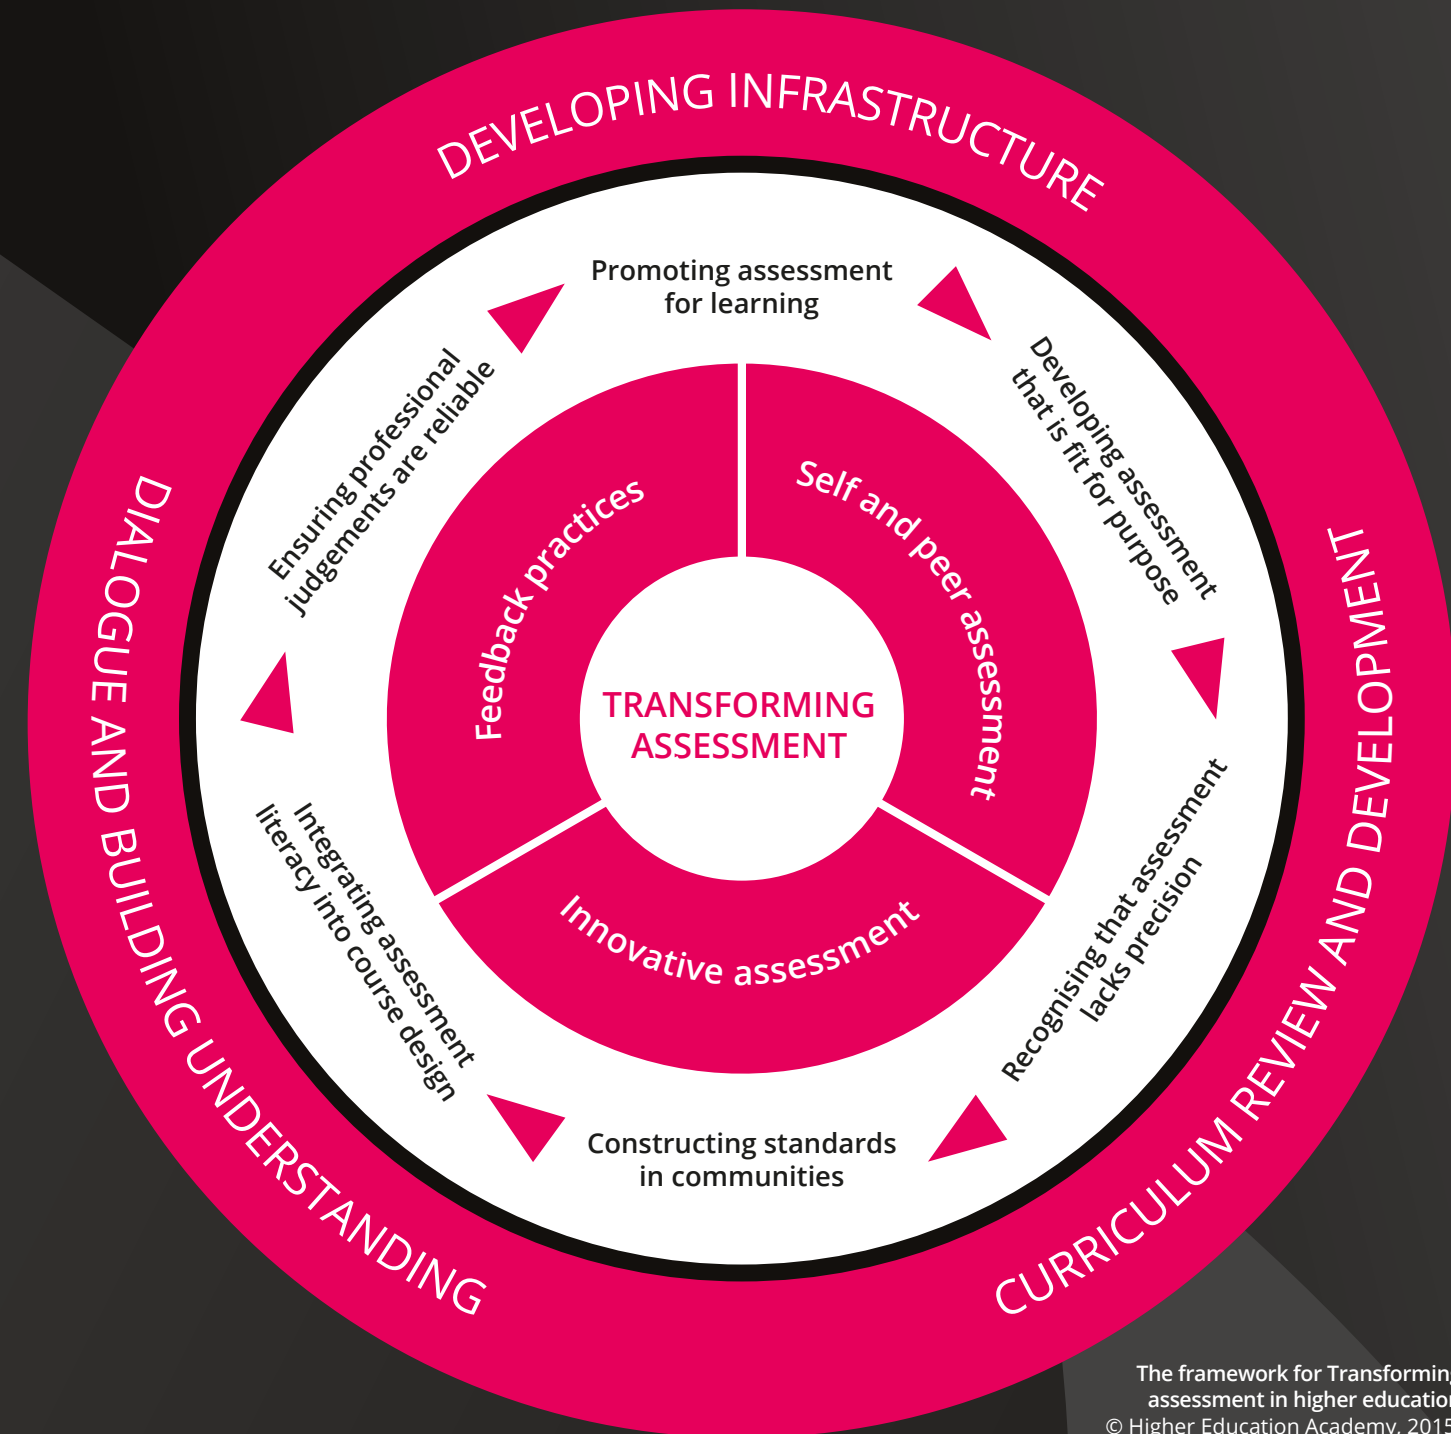 DEVELOPING INFRASTRUCTURE
CURRICULUM REVIEW AND DEVELOPMENT
DIALOGUE AND BUILDING UNDERSTANDING
Promoting assessment
for learning
Developing assessment
that is fit for purpose
Recognising that assessment
lacks precision
Constructing standards
in communities
Integrating assessment
literacy into course design
Ensuring professional
judgements are reliable
Self and peer assessment
Innovative assessment
Feedback practices
TRANSFORMING
ASSESSMENT
The framework for Transforming
assessment in higher education
© Higher Education Academy, 2015